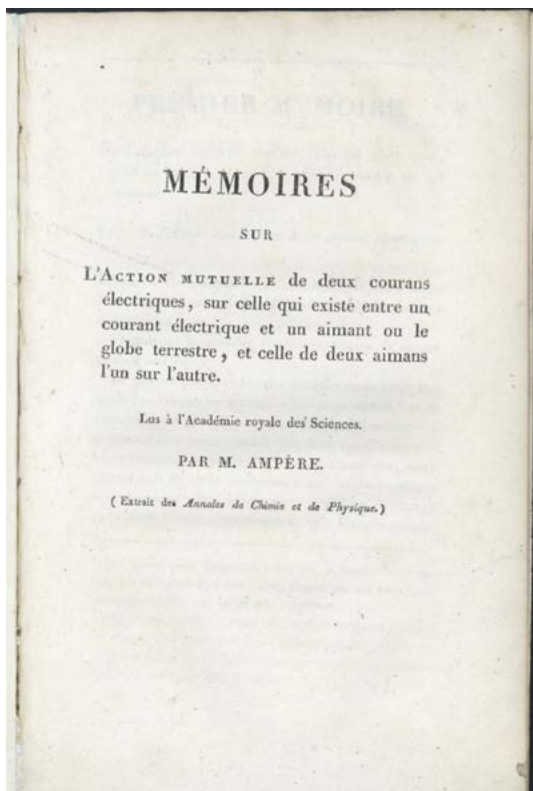 MÉMOIRES
SUR
L'ACTION MUTUELLE de deux courans
électriques, sur celle qui existe entre un
courant électrique et un aimant ou le
globe terrestre, et celle de deux aimans
l'un sur l'autre.
Lus à l'Académie royale des Sciences.
PAR M. AMPÈRE.
(Extrait des Annales de Chimie et de Physique.)